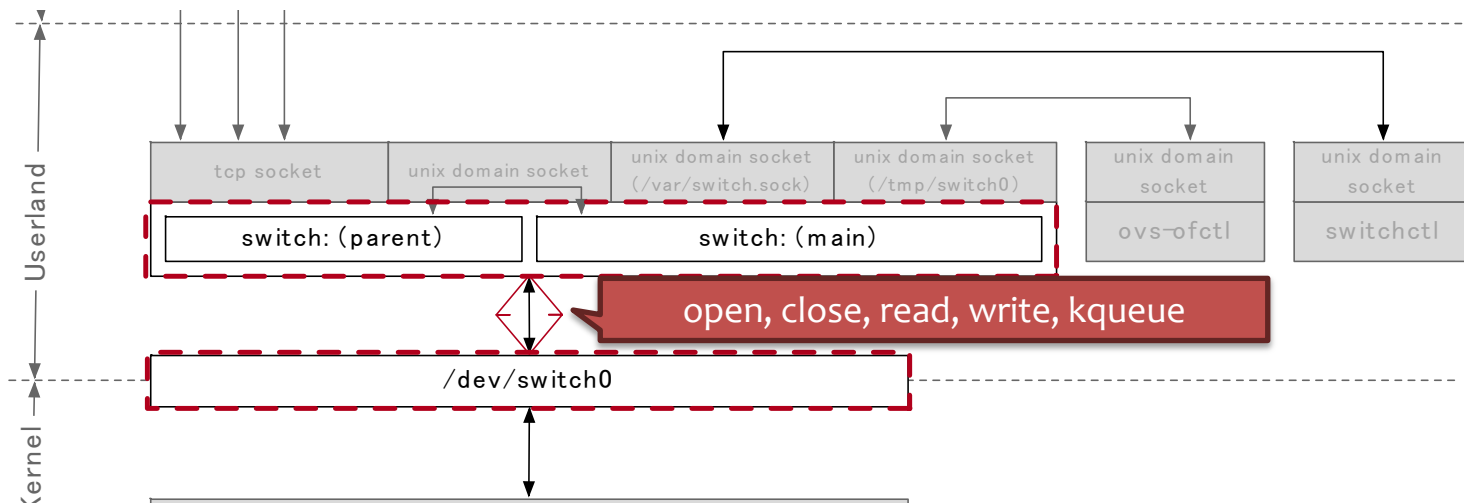 Userland
tcp socket
unix domain socket
unix domain socket
(/var/switch.sock)
unix domain socket
(/tmp/switch0)
unix domain
socket
unix domain
socket
switch: (parent)
switch: (main)
ovs-ofctl
switchctl
open, close, read, write, kqueue
/dev/switch0
Kernel